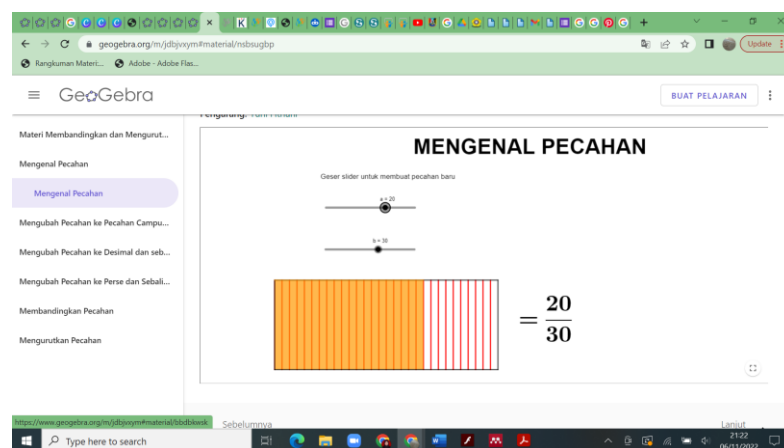 geogebra.org/m/jdbjvxym#material/nsbsugbp
Update
Rangkuman Materi:...
Adobe - Adobe Flas...
GeoGebra
BUAT PELAJARAN
Materi Membandingkan dan Mengurut...
Mengenal Pecahan
Mengenal Pecahan
Mengubah Pecahan ke Pecahan Campu...
Mengubah Pecahan ke Desimal dan seb...
Mengubah Pecahan ke Perse dan Sebali...
Membandingkan Pecahan
Mengurutkan Pecahan
MENGENAL PECAHAN
Geser slider untuk membuat pecahan baru
a = 20
b = 30
= 20
30
https://www.geogebra.org/m/jdbjvxym#material/bbdbkwsk
Sebelumnya
Lanjut
Type here to search
21:22
06/11/2022